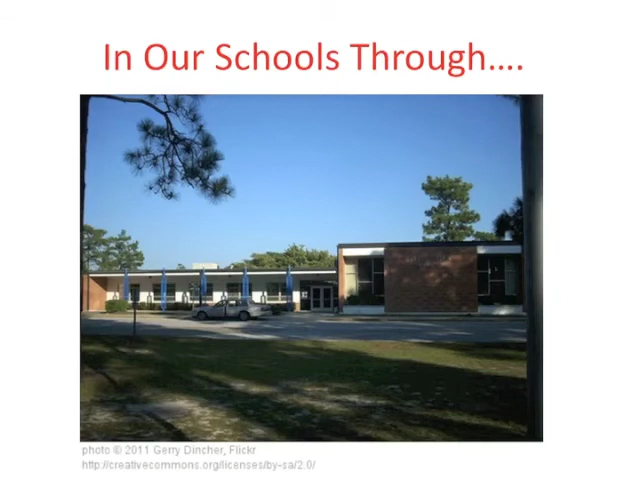 In Our Schools Through....
photo © 2011 Gerry Dincher, Flickr
http://creativecommons.org/licenses/by-sa/2.0/